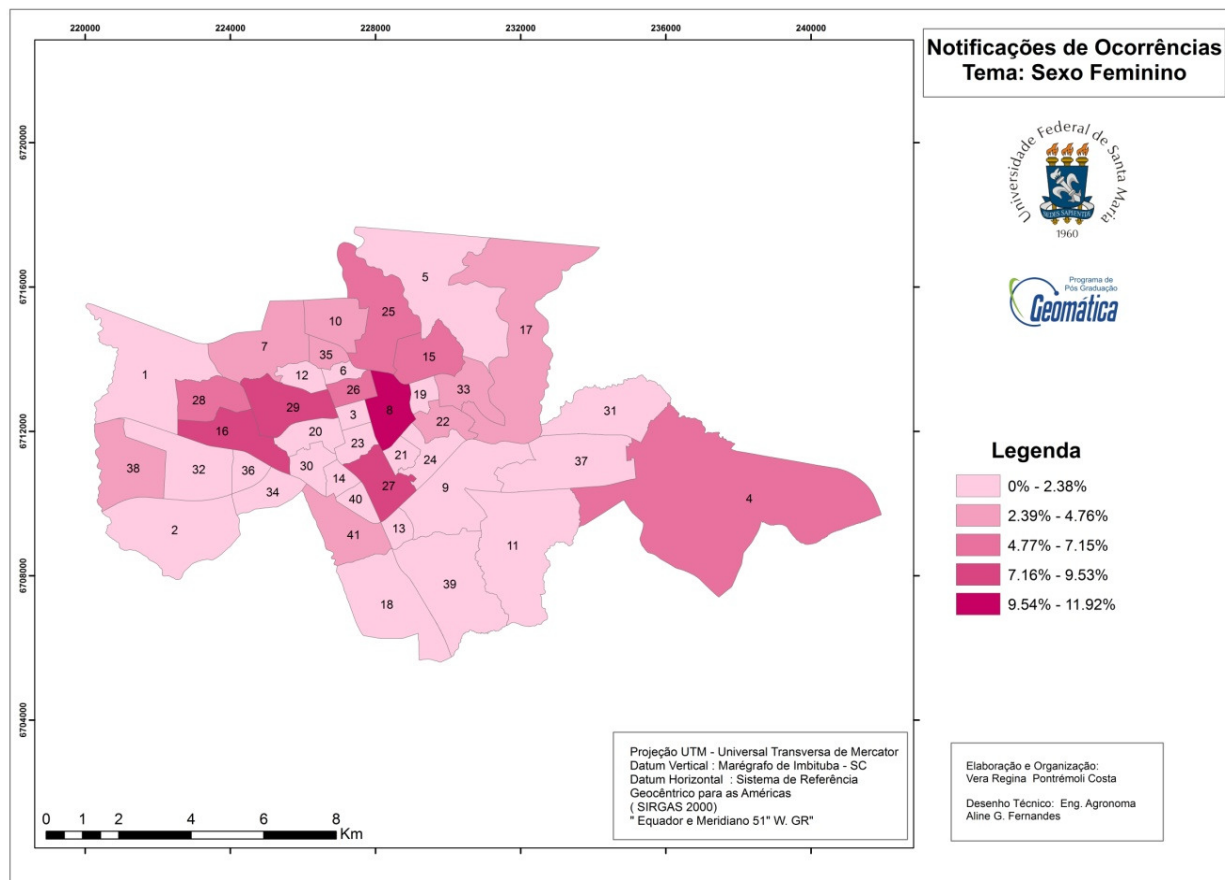 220000
224000
228000
232000
236000
240000
6720000
6716000
6712000
6708000
6704000
Notificações de Ocorrências
Tema: Sexo Feminino
Universidade Federal de Santa Maria
SEDES SAPIENTIAE
1960
Programa de
Pós Graduação
Geomática
5
25
10
17
7
35
15
1
12
6
33
28
26
19
29
8
31
3
22
16
20
23
21
24
37
38
32
36
30
14
27
9
4
34
40
2
13
41
11
39
18
Legenda
0% - 2.38%
2.39% - 4.76%
4.77% - 7.15%
7.16% - 9.53%
9.54% - 11.92%
Projeção UTM - Universal Transversa de Mercator
Datum Vertical : Marégrafo de Imbituba - SC
Datum Horizontal : Sistema de Referência
Geocêntrico para as Américas
( SIRGAS 2000)
" Equador e Meridiano 51" W. GR"
Elaboração e Organização:
Vera Regina Pontrémoli Costa
Desenho Técnico: Eng. Agronoma
Aline G. Fernandes
0 1 2 4 6 8
Km